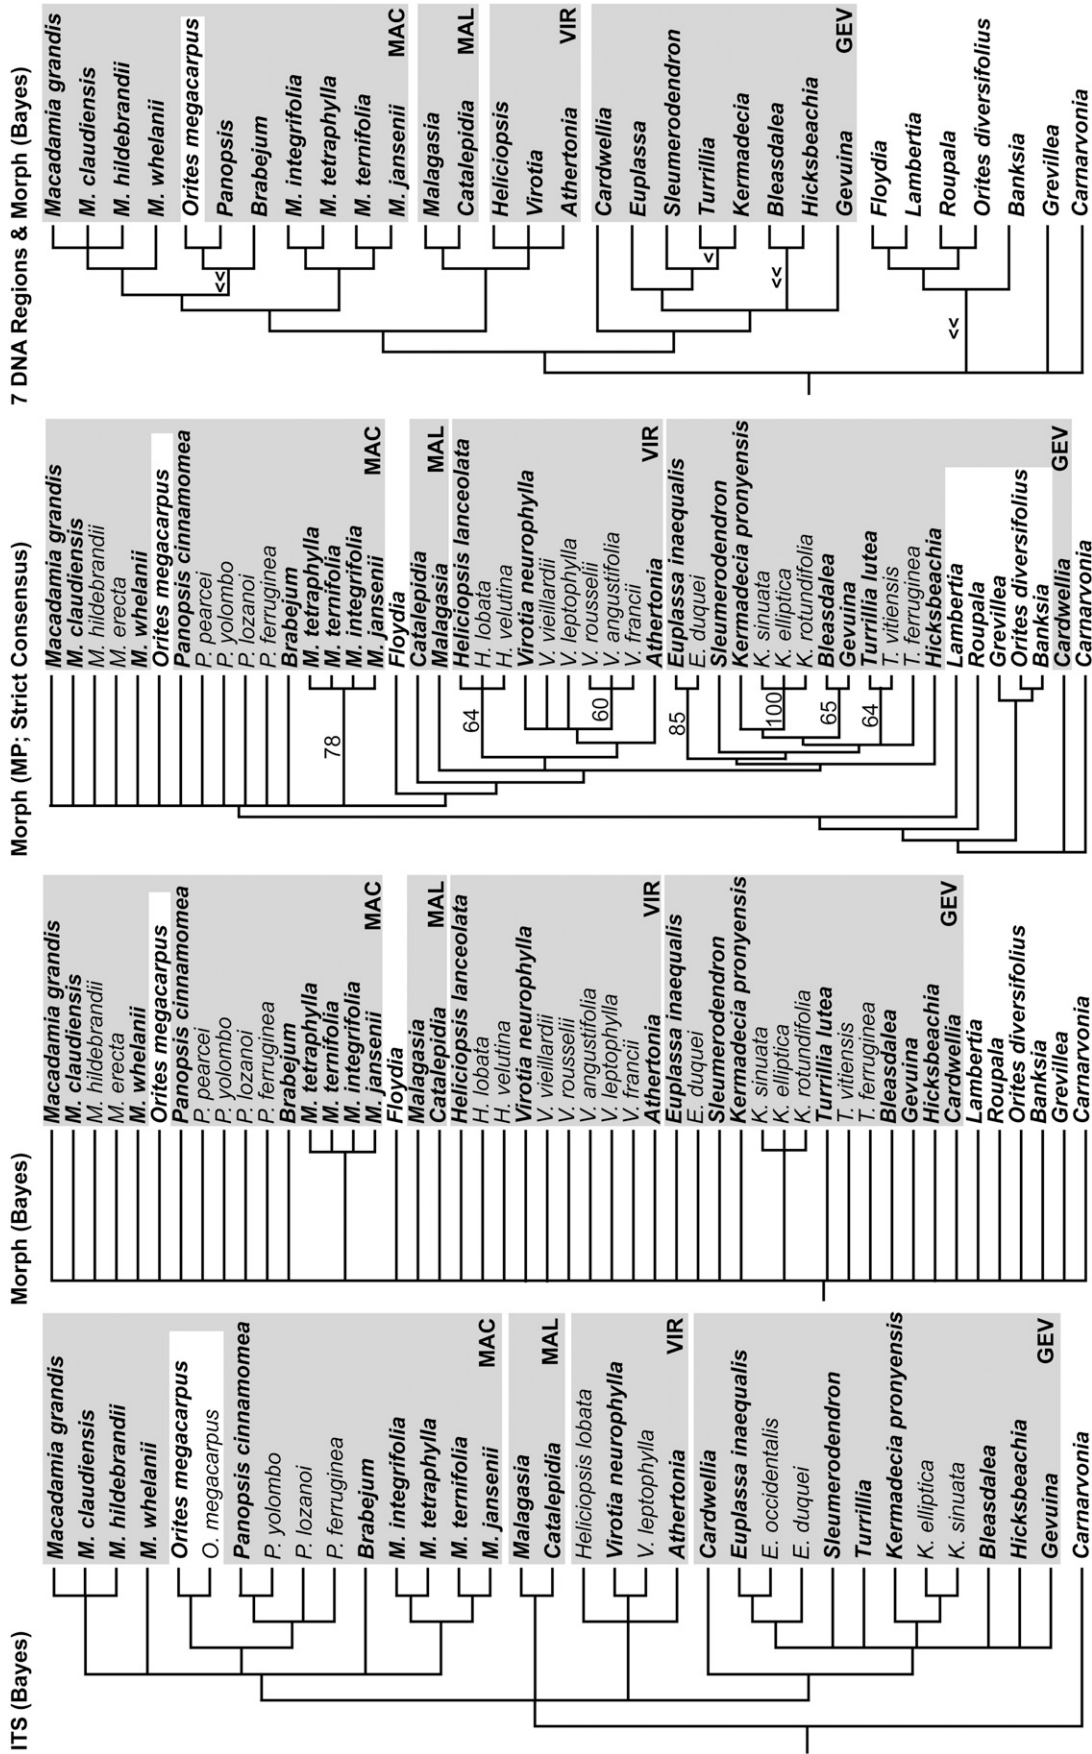 ITS (Bayes)
Macadamia grandis
M. claudiensis
M. hildebrandii
M. whelanii
Orites megacarpus
O. megacarpus
Panopsis cinnamomea
P. yolombo
P. lozanoi
P. ferruginea
Brabejum
M. integrifolia
M. tetraphylla
M. ternifolia
M. jansenii
MAC
Malagasia
Catalepidia
MAL
Heliciopsis lobata
Virotia neurophylla
V. leptophylla
Athertonia
VIR
Cardwellia
Euplassa inaequalis
E. occidentalis
E. duquei
Sleumerodendron
Turrillia
Kermadecia pronyensis
K. elliptica
K. sinuata
Bleasdalea
Hicksbeachia
Gevuina
GEV
Carnarvonia
Morph (Bayes)
Macadamia grandis
M. claudiensis
M. hildebrandii
M. erecta
M. whelanii
Orites megacarpus
Panopsis cinnamomea
P. pearcei
P. yolombo
P. lozanoi
P. ferruginea
Brabejum
M. tetraphylla
M. ternifolia
M. integrifolia
M. jansenii
MAC
Floydia
Malagasia
Catalepidia
MAL
Heliciopsis lanceolata
H. lobata
H. velutina
Virotia neurophylla
V. vieillardii
V. rousselii
V. angustifolia
V. leptophylla
V. francii
Athertonia
VIR
Euplassa inaequalis
E. duquei
Sleumerodendron
Kermadecia pronyensis
K. sinuata
K. elliptica
K. rotundifolia
Turrillia lutea
T. vitiensis
T. ferruginea
Bleasdalea
Gevuina
Hicksbeachia
Cardwellia
GEV
Lambertia
Roupala
Orites diversifolius
Banksia
Grevillea
Carnarvonia
Morph (MP; Strict Consensus)
Macadamia grandis
M. claudiensis
M. hildebrandii
M. erecta
M. whelanii
Orites megacarpus
Panopsis cinnamomea
P. pearcei
P. yolombo
P. lozanoi
P. ferruginea
Brabejum
M. tetraphylla
M. ternifolia
M. integrifolia
M. jansenii
78
MAC
Floydia
Catalepidia
Malagasia
MAL
Heliciopsis lanceolata
H. lobata
H. velutina
64
Virotia neurophylla
V. vieillardii
V. leptophylla
V. rousselii
V. angustifolia
V. francii
60
Athertonia
VIR
Euplassa inaequalis
E. duquei
85
Sleumerodendron
Kermadecia pronyensis
K. sinuata
K. elliptica
K. rotundifolia
100
Bleasdalea
Gevuina
65
Turrillia lutea
T. vitiensis
T. ferruginea
64
Hicksbeachia
Lambertia
Roupala
Grevillea
Orites diversifolius
Banksia
Cardwellia
GEV
Carnarvonia
7 DNA Regions & Morph (Bayes)
Macadamia grandis
M. claudiensis
M. hildebrandii
M. whelanii
Orites megacarpus
Panopsis
Brabejum
<<
M. integrifolia
M. tetraphylla
M. ternifolia
M. jansenii
MAC
Malagasia
Catalepidia
MAL
Heliciopsis
Virotia
Athertonia
VIR
Cardwellia
Euplassa
Sleumerodendron
Turrillia
<
Kermadecia
Bleasdalea
<<
Hicksbeachia
Gevuina
GEV
Floydia
Lambertia
Roupala
Orites diversifolius
<<
Banksia
Grevillea
Carnarvonia